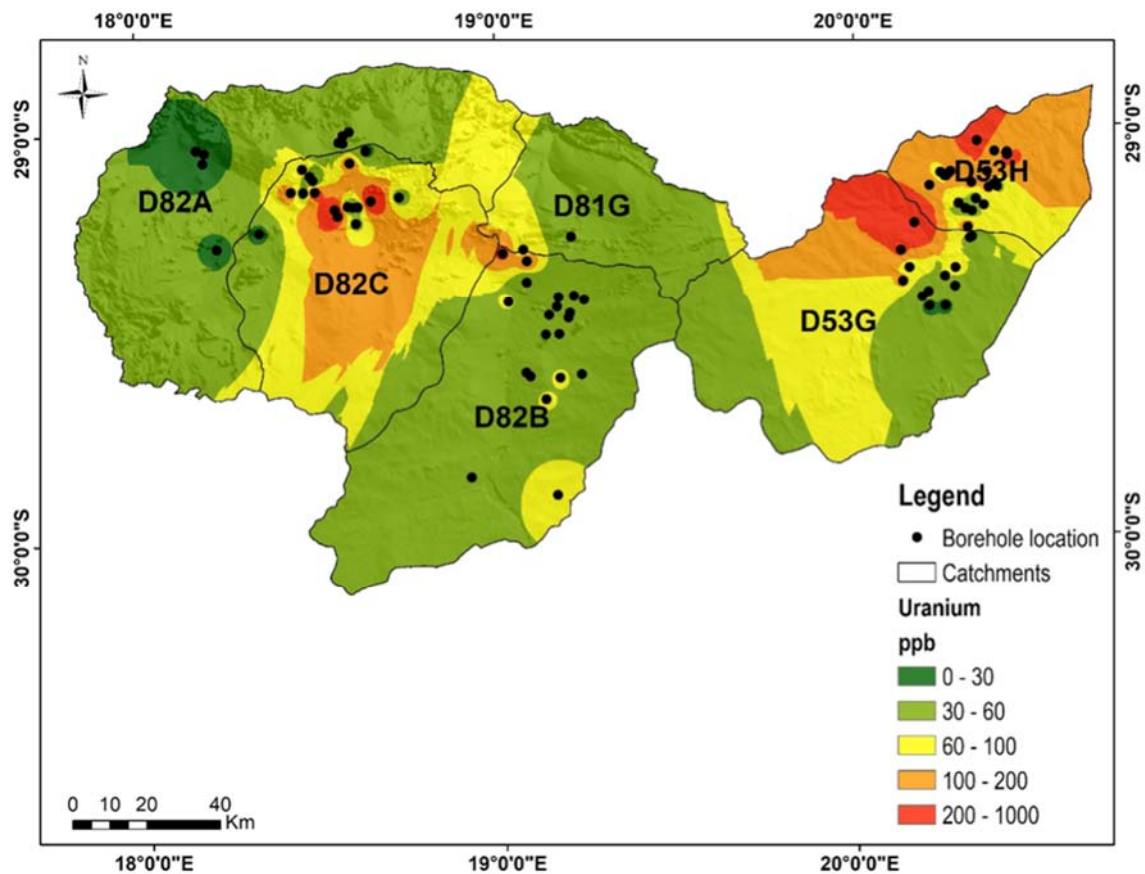 18°0'0"E 19°0'0"E 20°0'0"E
N
29°0'0"S 29°0'0"S
D82A D81G D53H
D82C D53G
D82B
30°0'0"S 30°0'0"S
Legend
Borehole location
Catchments
Uranium
ppb
0 - 30
30 - 60
60 - 100
100 - 200
200 - 1000
0 10 20 40
Km
18°0'0"E 19°0'0"E 20°0'0"E